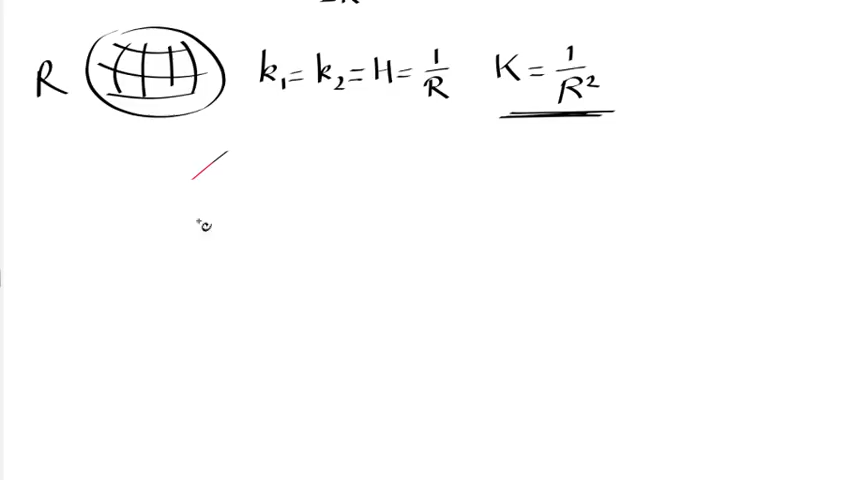 R k₁ = k₂ = H = 1/R K = 1/R²